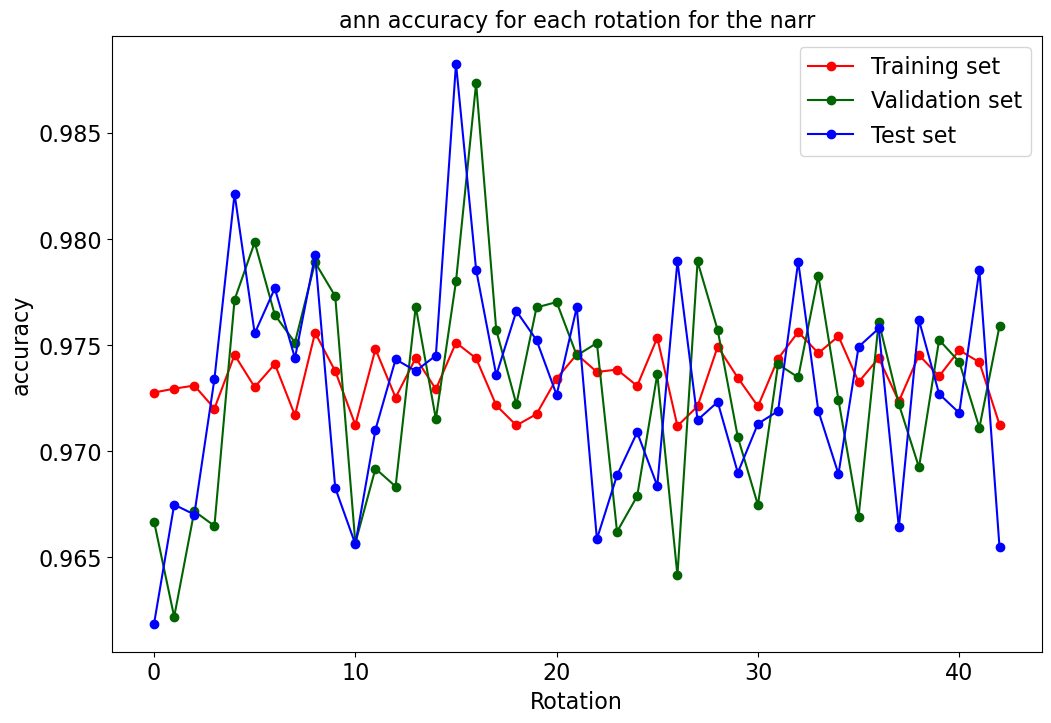 ann accuracy for each rotation for the narr
Training set
Validation set
Test set
0.985
0.980
0.975
0.970
0.965
accuracy
0
10
20
30
40
Rotation